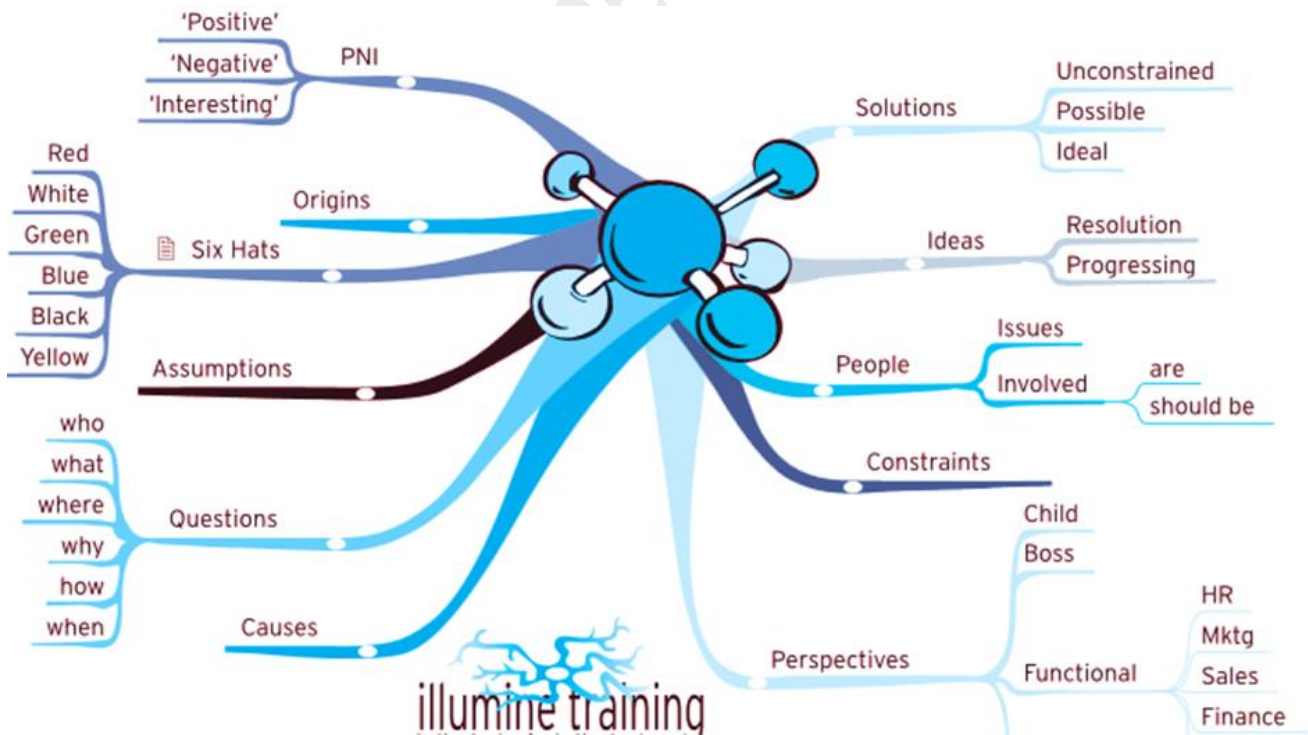 'Positive'
'Negative'
'Interesting'
PNI
Red
White
Green
Blue
Black
Yellow
Six Hats
Origins
Assumptions
who
what
where
why
how
when
Questions
Causes
Solutions
Unconstrained
Possible
Ideal
Ideas
Resolution
Progressing
People
Issues
Involved
are
should be
Constraints
Perspectives
Child
Boss
Functional
HR
Mktg
Sales
Finance
illumine training